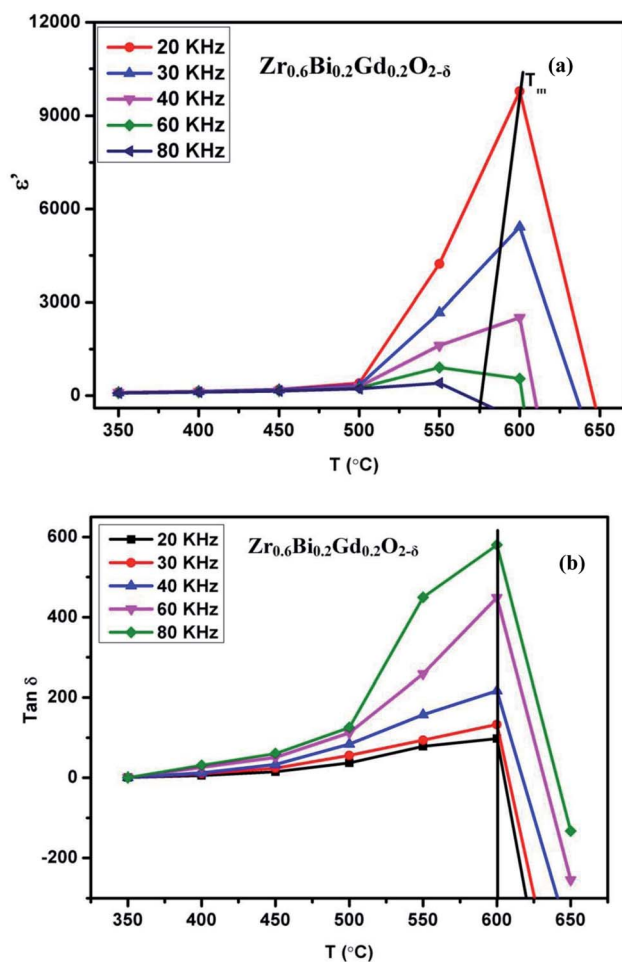 12000
9000
6000
3000
0
ε'
20 KHz
30 KHz
40 KHz
60 KHz
80 KHz
Zr0.6Bi0.2Gd0.2O2-δ
(a)
Tm
350 400 450 500 550 600 650
T (°C)
600
400
200
0
-200
Tan δ
20 KHz
30 KHz
40 KHz
60 KHz
80 KHz
Zr0.6Bi0.2Gd0.2O2-δ
(b)
350 400 450 500 550 600 650
T (°C)